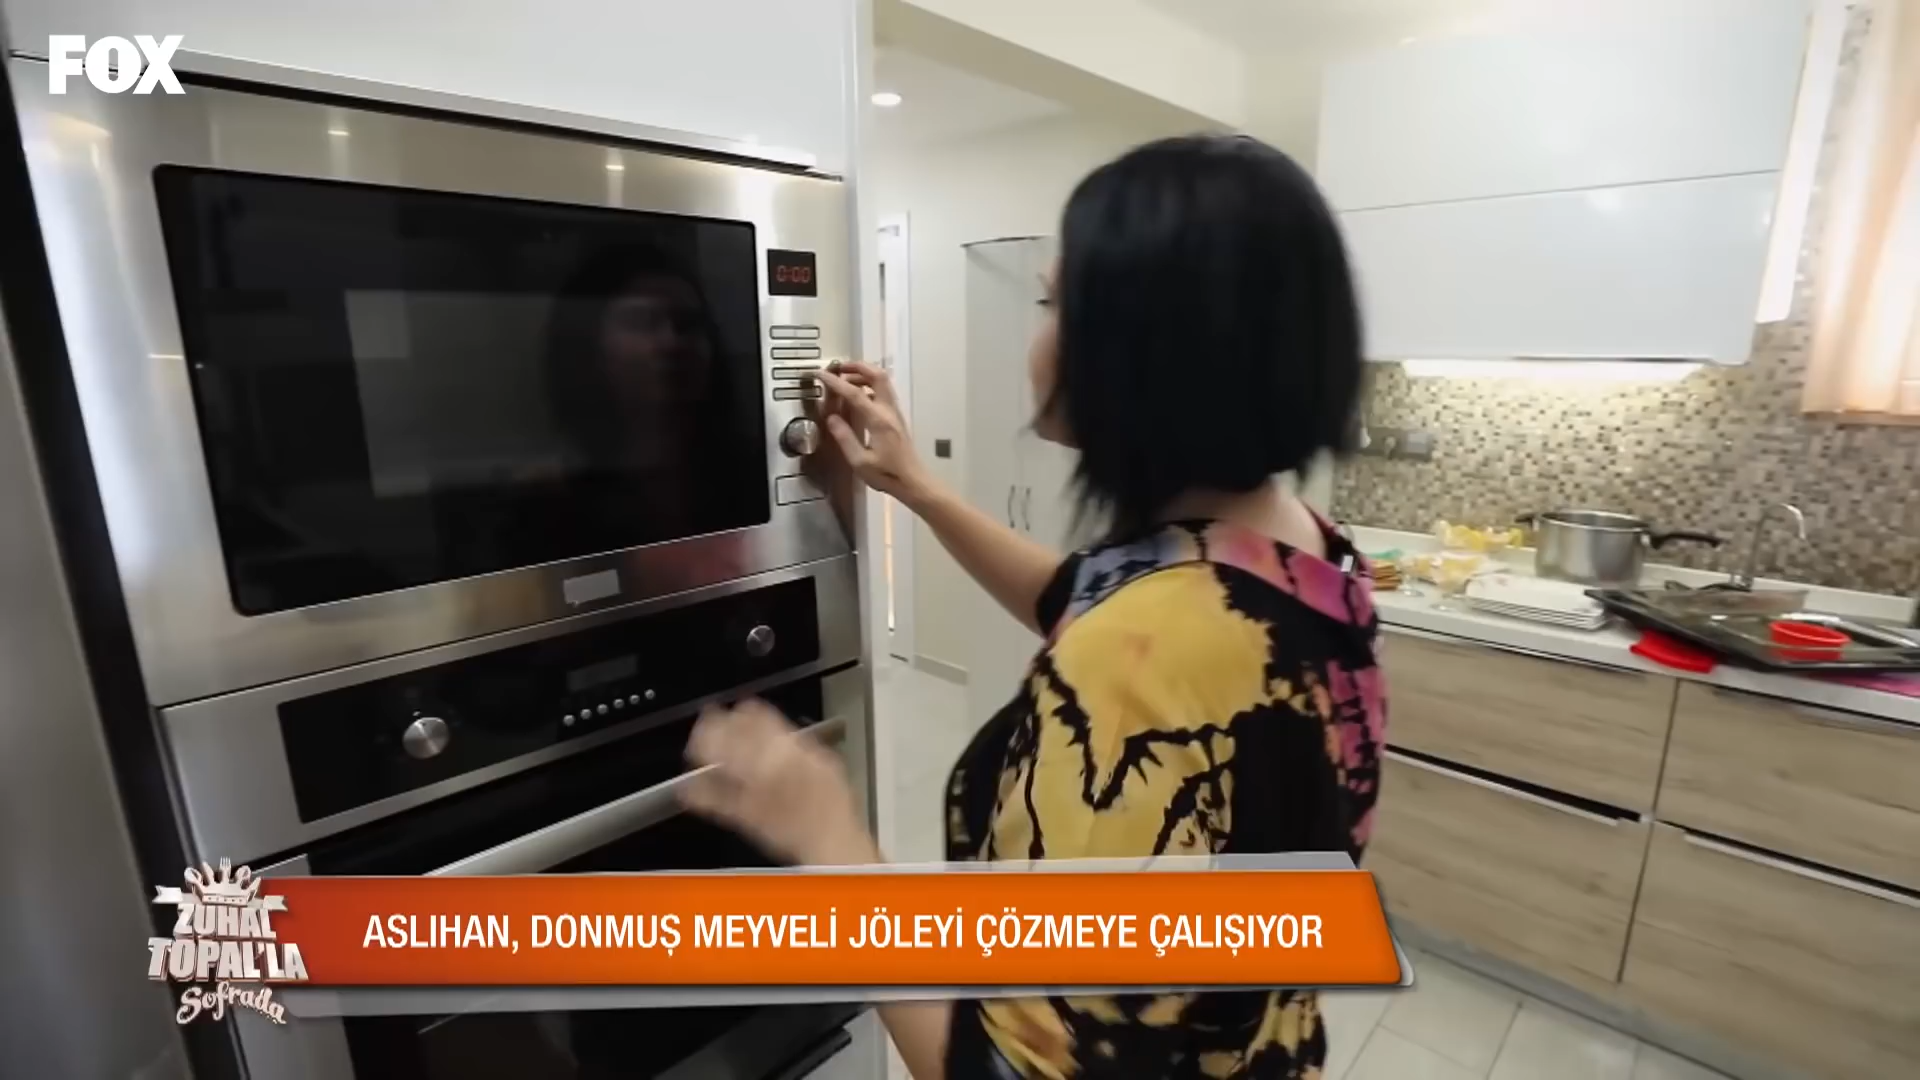 FOX
0:00
ASLIHAN, DONMUŞ MEYVELİ JÖLEYİ ÇÖZMEYE ÇALIŞIYOR
ZUHAL
TOPAL'LA
Sofrada